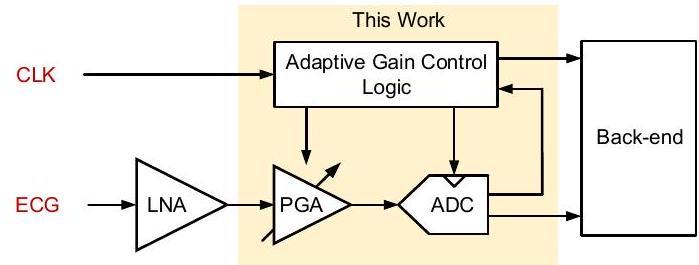 This Work
CLK
Adaptive Gain Control
Logic
Back-end
ECG
LNA
PGA
ADC